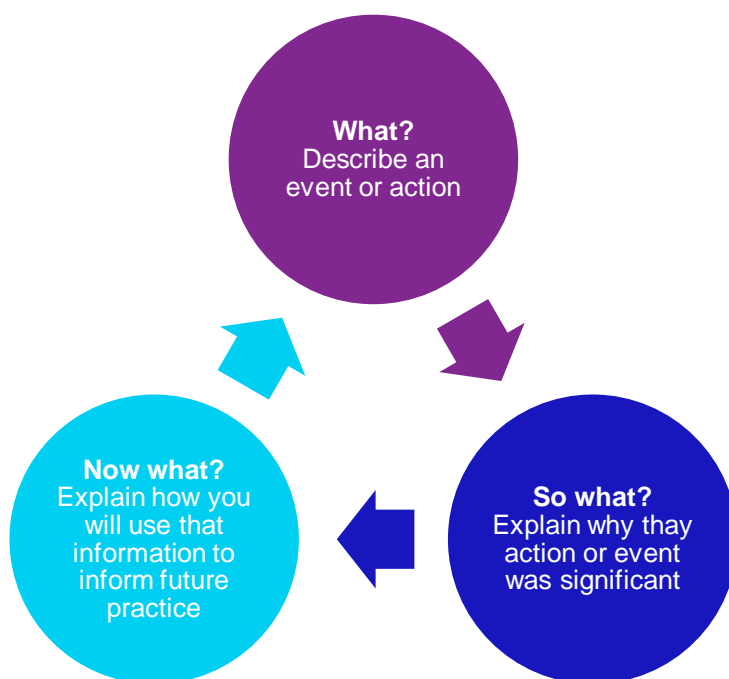 What?
Describe an
event or action
So what?
Explain why thay
action or event
was significant
Now what?
Explain how you
will use that
information to
inform future
practice